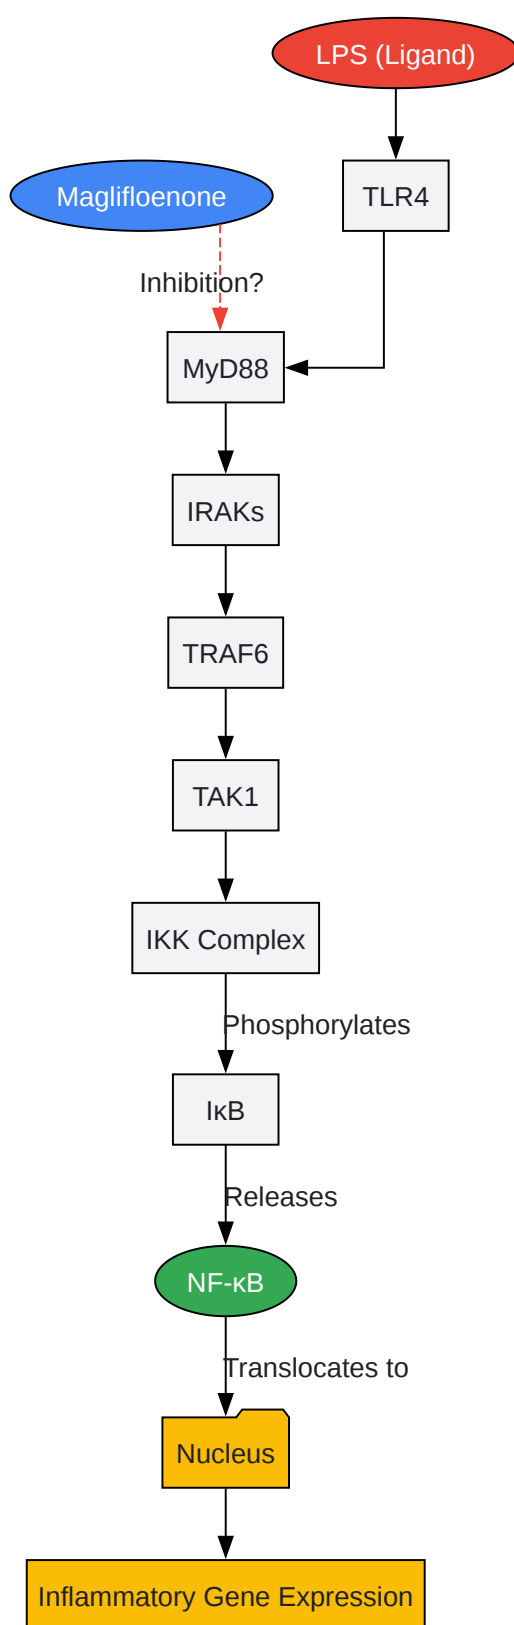 LPS (Ligand)
Maglifloenone
TLR4
Inhibition?
MyD88
IRAKs
TRAF6
TAK1
IKK Complex
Phosphorylates
IκB
Releases
NF-κB
Translocates to
Nucleus
Inflammatory Gene Expression